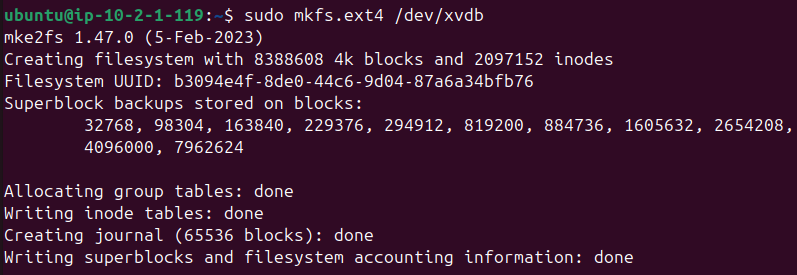 ubuntu@ip-10-2-1-119:~$ sudo mkfs.ext4 /dev/xvdb
mke2fs 1.47.0 (5-Feb-2023)
Creating filesystem with 8388608 4k blocks and 2097152 inodes
Filesystem UUID: b3094e4f-8de0-44c6-9d04-87a6a34bfb76
Superblock backups stored on blocks:
        32768, 98304, 163840, 229376, 294912, 819200, 884736, 1605632, 2654208,
        4096000, 7962624

Allocating group tables: done
Writing inode tables: done
Creating journal (65536 blocks): done
Writing superblocks and filesystem accounting information: done